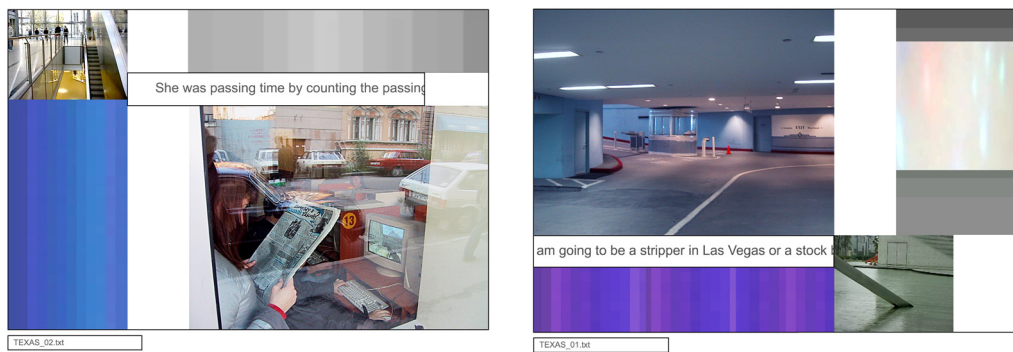 She was passing time by counting the passing
13
TEXAS_02.txt
EXIT
am going to be a stripper in Las Vegas or a stock
TEXAS_01.txt